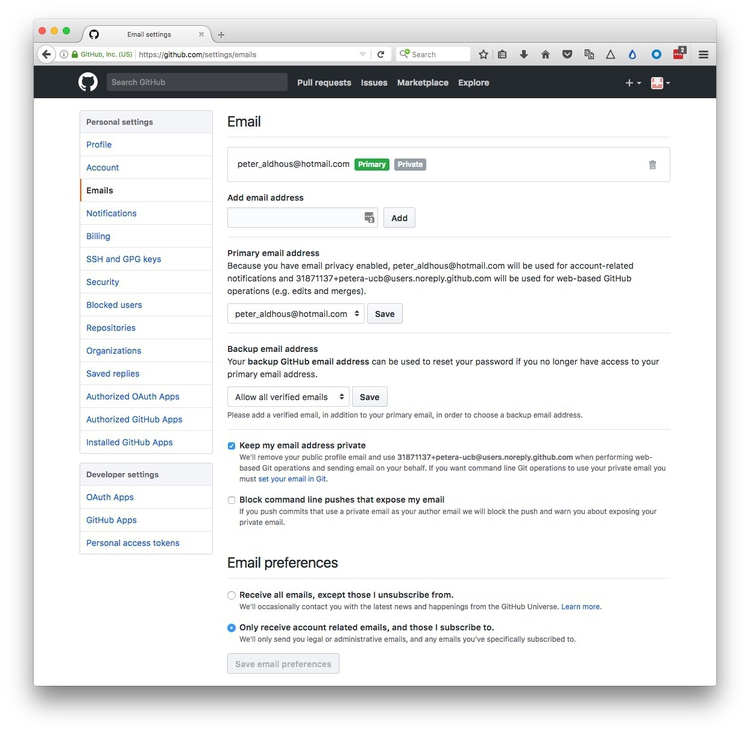 Email settings
GitHub, Inc. (US)
https://github.com/settings/emails
Search
2
Search GitHub
Pull requests
Issues
Marketplace
Explore
Personal settings
Profile
Account
Emails
Notifications
Billing
SSH and GPG keys
Security
Blocked users
Repositories
Organizations
Saved replies
Authorized OAuth Apps
Authorized GitHub Apps
Installed GitHub Apps
Developer settings
OAuth Apps
GitHub Apps
Personal access tokens
Email
peter_aldhous@hotmail.com Primary Private
Add email address
Add
Primary email address
Because you have email privacy enabled, peter_aldhous@hotmail.com will be used for account-related
notifications and 31871137+petera-ucb@users.noreply.github.com will be used for web-based GitHub
operations (e.g. edits and merges).
peter_aldhous@hotmail.com
Save
Backup email address
Your backup GitHub email address can be used to reset your password if you no longer have access to your
primary email address.
Allow all verified emails
Save
Please add a verified email, in addition to your primary email, in order to choose a backup email address.
Keep my email address private
We'll remove your public profile email and use 31871137+petera-ucb@users.noreply.github.com when performing web-
based Git operations and sending email on your behalf. If you want command line Git operations to use your private email you
must set your email in Git.
Block command line pushes that expose my email
If you push commits that use a private email as your author email we will block the push and warn you about exposing your
private email.
Email preferences
Receive all emails, except those I unsubscribe from.
We'll occasionally contact you with the latest news and happenings from the GitHub Universe. Learn more.
Only receive account related emails, and those I subscribe to.
We'll only send you legal or administrative emails, and any emails you've specifically subscribed to.
Save email preferences